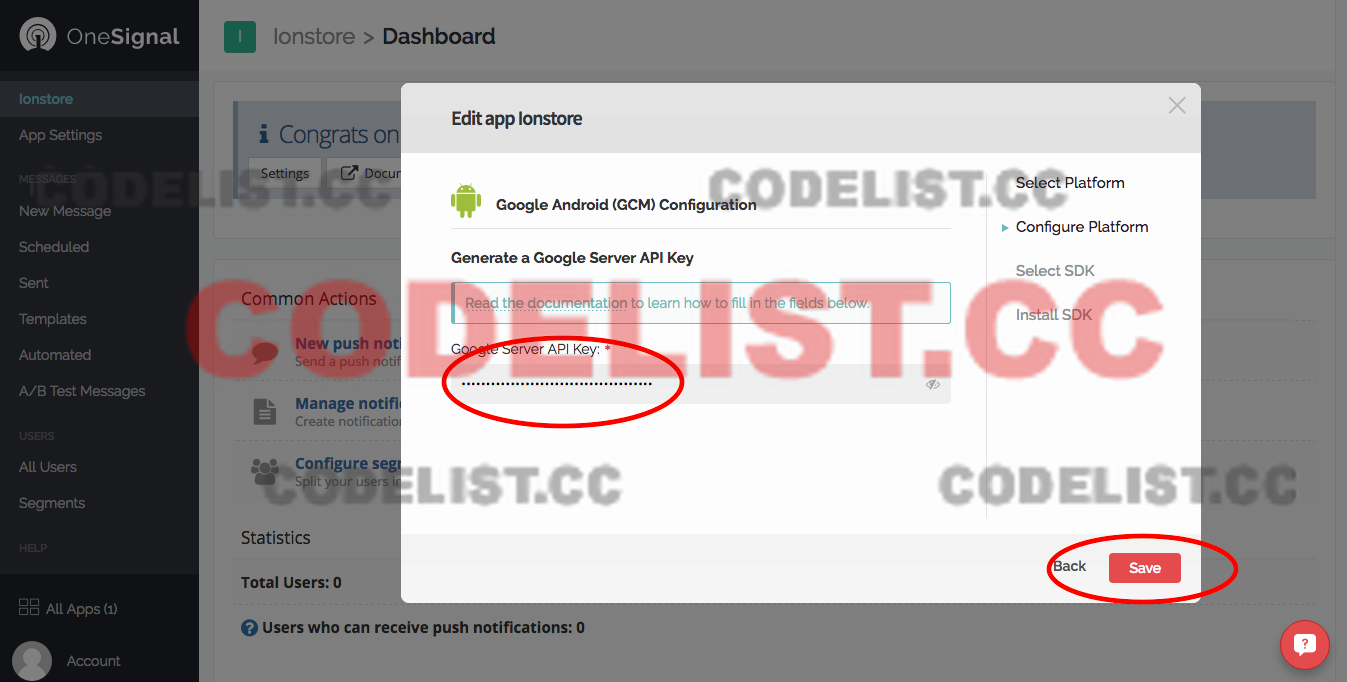 OneSignal
I Ionstore > Dashboard
Ionstore
App Settings
MESSAGES
New Message
Scheduled
Sent
Templates
Automated
A/B Test Messages
USERS
All Users
Segments
HELP
All Apps (1)
Account
Congrats on
Settings
Docu
Common Actions
New push noti
Send a push notif
Manage notific
Create notification
Configure segr
Split your users in
Statistics
Total Users: 0
Users who can receive push notifications: 0
Edit app Ionstore
Google Android (GCM) Configuration
Generate a Google Server API Key
Read the documentation to learn how to fill in the fields below.
Google Server API Key: *
•••••••••••••••••••••••••••••••••••••••
Select Platform
Configure Platform
Select SDK
Install SDK
Back
Save
CODELIST.CC
CODELIST.CC
CODELIST.CC
CODELIST.CC
CODELIST.CC